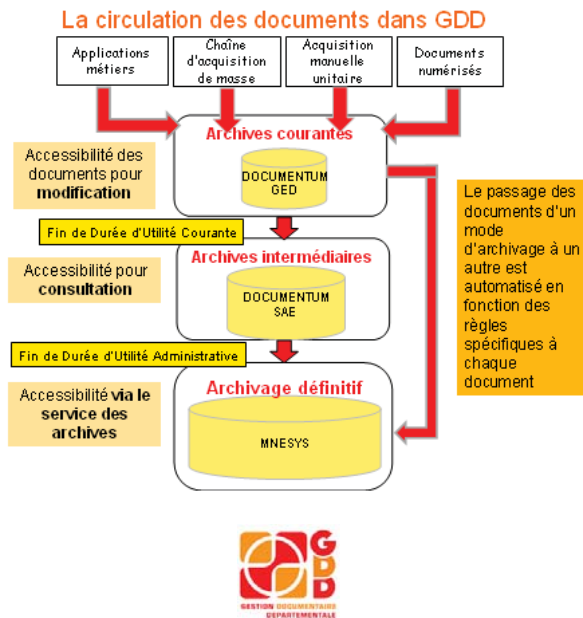 La circulation des documents dans GDD
Applications
métiers
Chaîne
d'acquisition
de masse
Acquisition
manuelle
unitaire
Documents
numérisés
Archives courantes
DOCUMENTUM
GED
Accessibilité des
documents pour
modification
Fin de Durée d'Utilité Courante
Archives intermédiaires
DOCUMENTUM
SAE
Accessibilité pour
consultation
Fin de Durée d'Utilité Administrative
Archivage définitif
MNESYS
Accessibilité via le
service des
archives
Le passage des
documents d'un
mode
d'archivage à un
autre est
automatisé en
fonction des
règles
spécifiques à
chaque
document
GDD
GESTION DOCUMENTAIRE
DEPARTEMENTALE